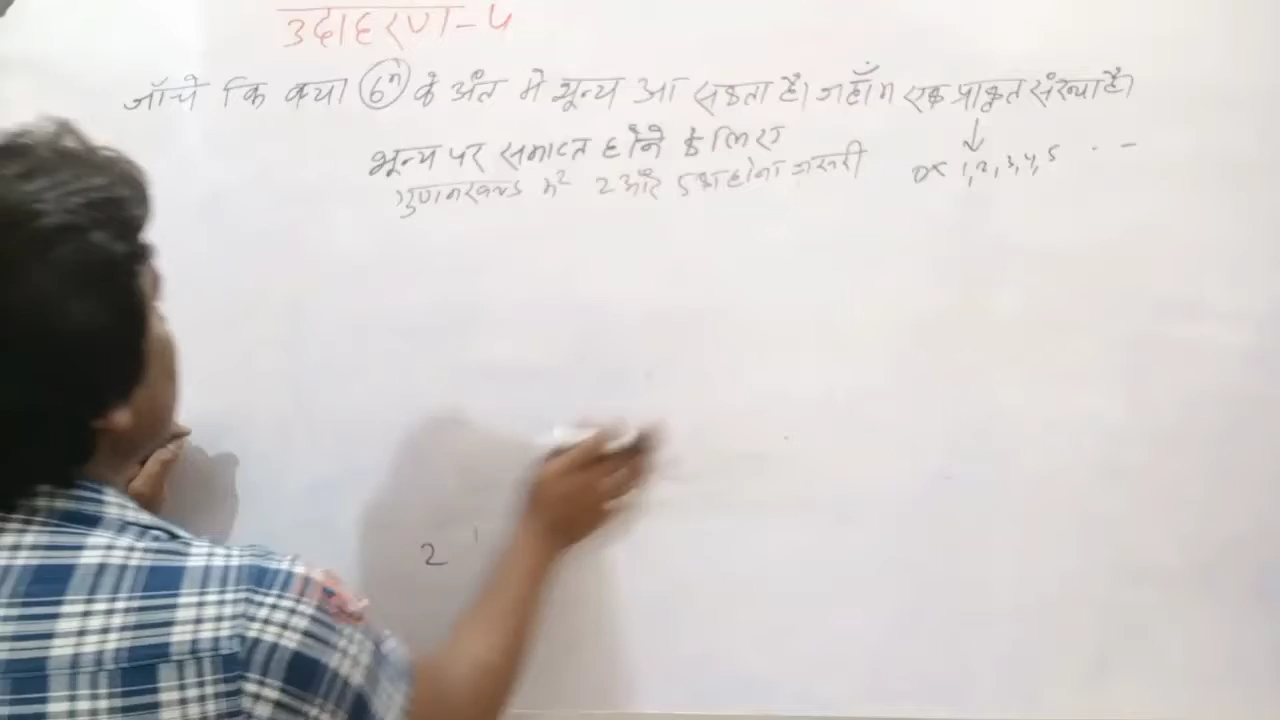 उदाहरण-4
जाँचे कि क्या 6ⁿ के अंत मे शून्य आ सकता है। जहाँ n एक प्राकृत संख्या है।
शून्य पर समाप्त होने के लिए
गुणनखण्ड में 2 और 5 का होना जरूरी
1, 2, 3, 4, 5 . . -
2